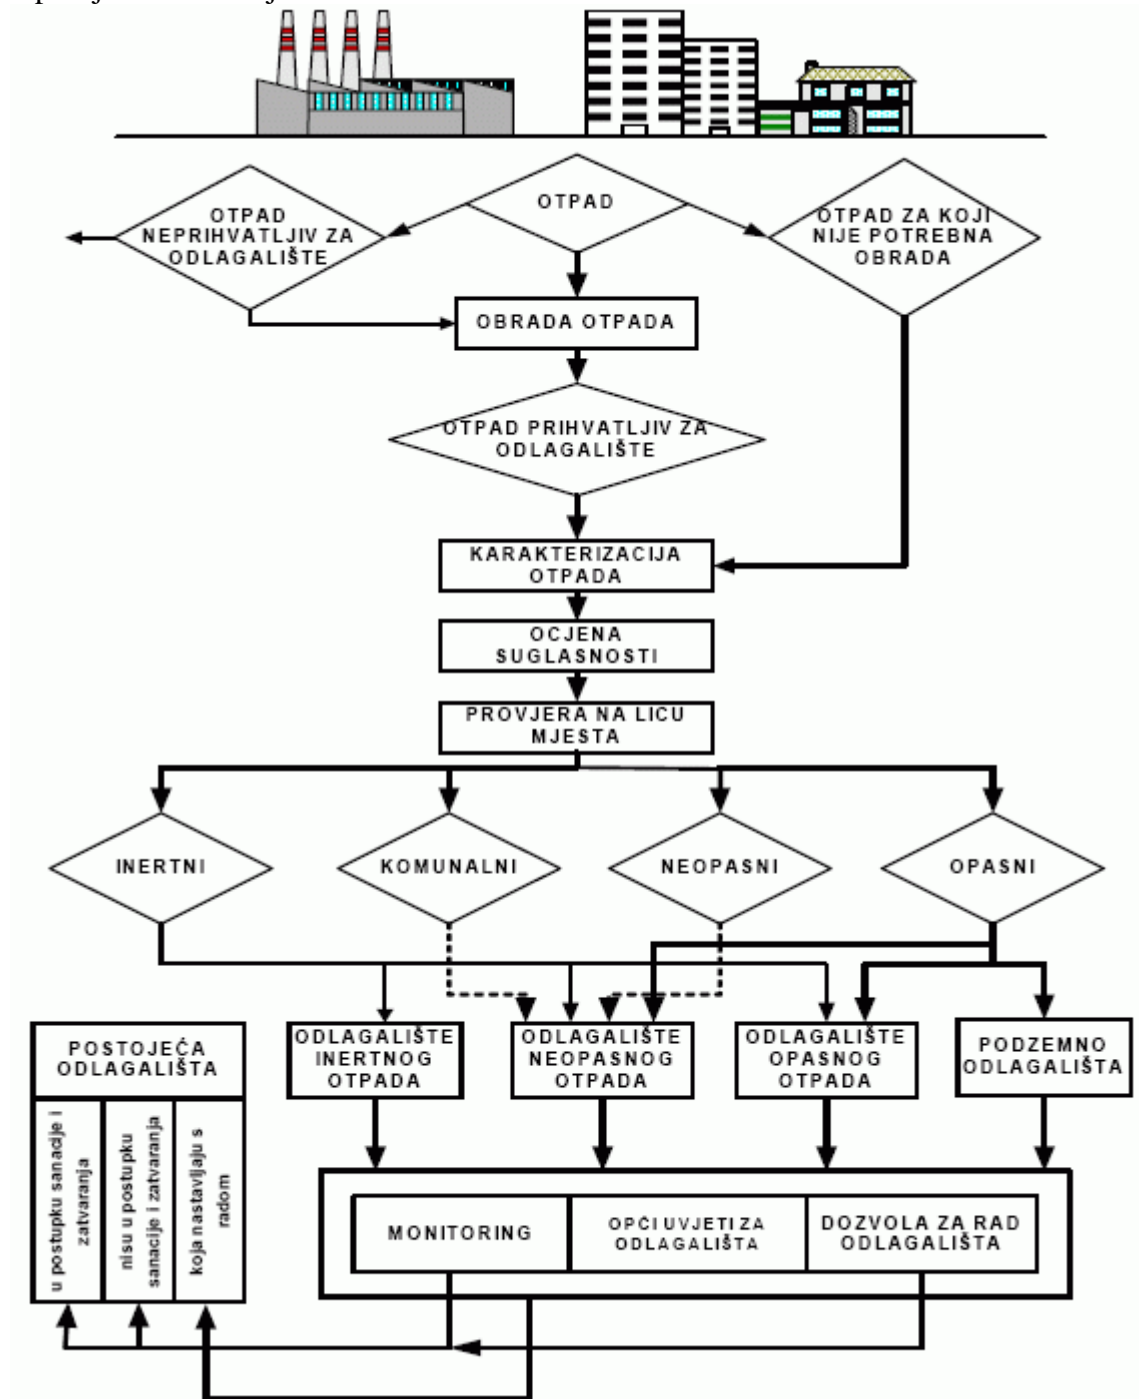 OTPAD
OTPAD
NEPRIHVATLJIV ZA
ODLAGALIŠTE
OTPAD ZA KOJI
NIJE POTREBNA
OBRADA
OBRADA OTPADA
OTPAD PRIHVATLJIV ZA
ODLAGALIŠTE
KARAKTERIZACIJA
OTPADA
OCJENA
SUGLASNOSTI
PROVJERA NA LICU
MJESTA
INERTNI
KOMUNALNI
NEOPASNI
OPASNI
POSTOJEĆA
ODLAGALIŠTA
u postupku sanacije i
zatvaranja
nisu u postupku
sanacije i zatvaranja
koja nastavljaju s
radom
ODLAGALIŠTE
INERTNOG
OTPADA
ODLAGALIŠTE
NEOPASNOG
OTPADA
ODLAGALIŠTE
OPASNOG
OTPADA
PODZEMNO
ODLAGALIŠTA
MONITORING
OPĆI UVJETI ZA
ODLAGALIŠTA
DOZVOLA ZA RAD
ODLAGALIŠTA